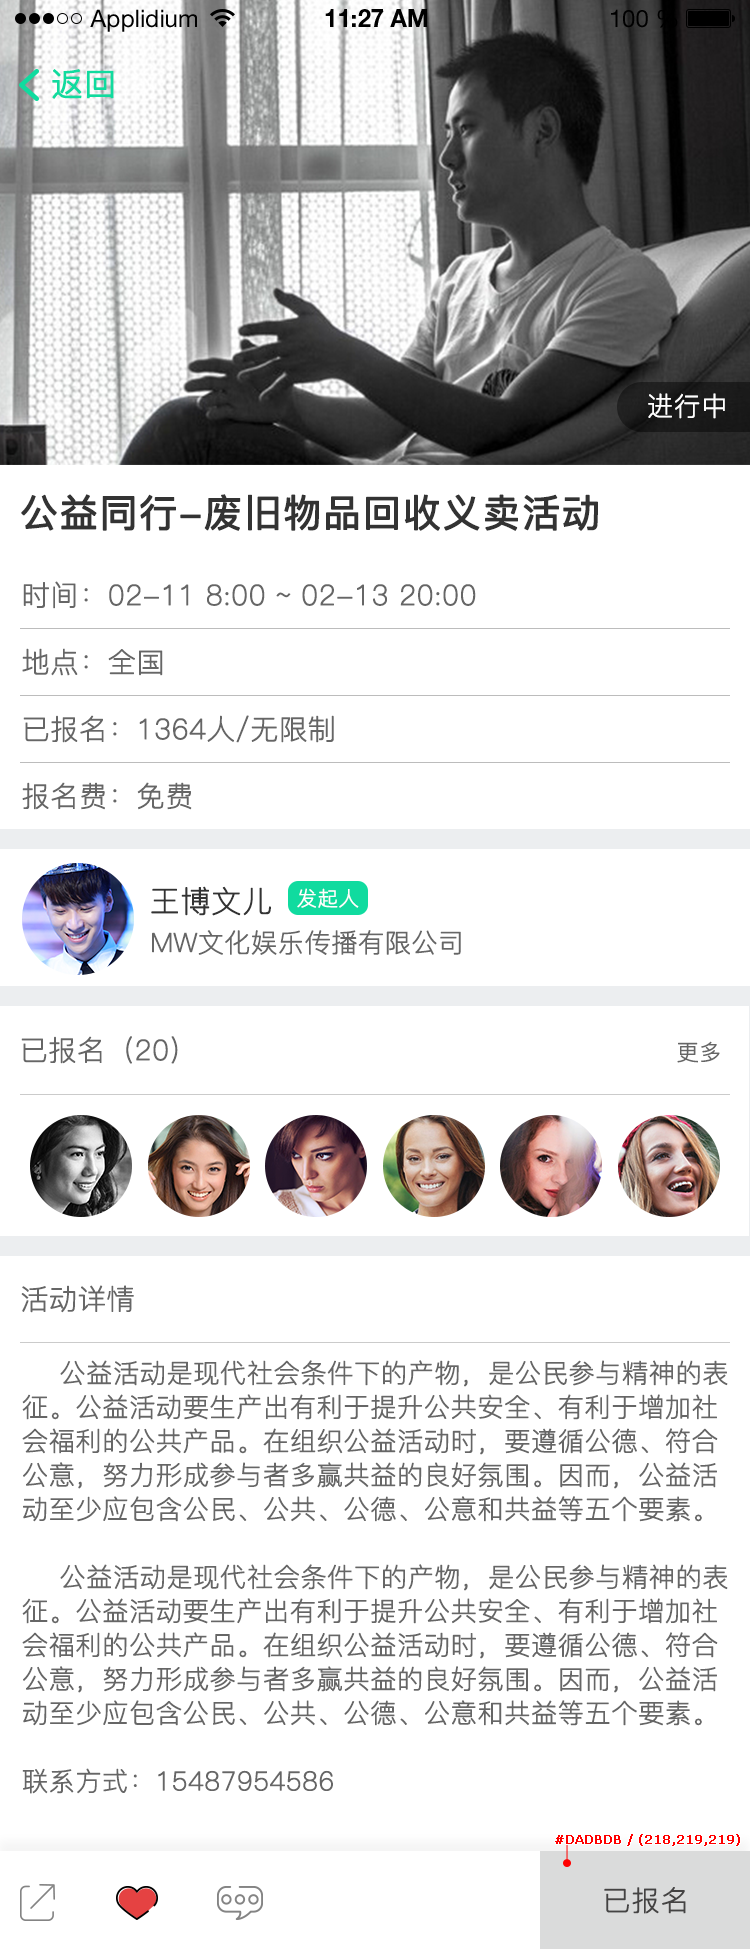 Applidium 11:27 AM 100 %
返回
进行中
公益同行-废旧物品回收义卖活动
时间：02-11 8:00 ~ 02-13 20:00
地点：全国
已报名：1364人/无限制
报名费：免费
王博文儿 发起人
MW文化娱乐传播有限公司
已报名（20） 更多
活动详情
公益活动是现代社会条件下的产物，是公民参与精神的表
征。公益活动要生产出有利于提升公共安全、有利于增加社
会福利的公共产品。在组织公益活动时，要遵循公德、符合
公意，努力形成参与者多赢共益的良好氛围。因而，公益活
动至少应包含公民、公共、公德、公意和共益等五个要素。
公益活动是现代社会条件下的产物，是公民参与精神的表
征。公益活动要生产出有利于提升公共安全、有利于增加社
会福利的公共产品。在组织公益活动时，要遵循公德、符合
公意，努力形成参与者多赢共益的良好氛围。因而，公益活
动至少应包含公民、公共、公德、公意和共益等五个要素。
联系方式：15487954586
#DADBDB / (218,219,219)
已报名